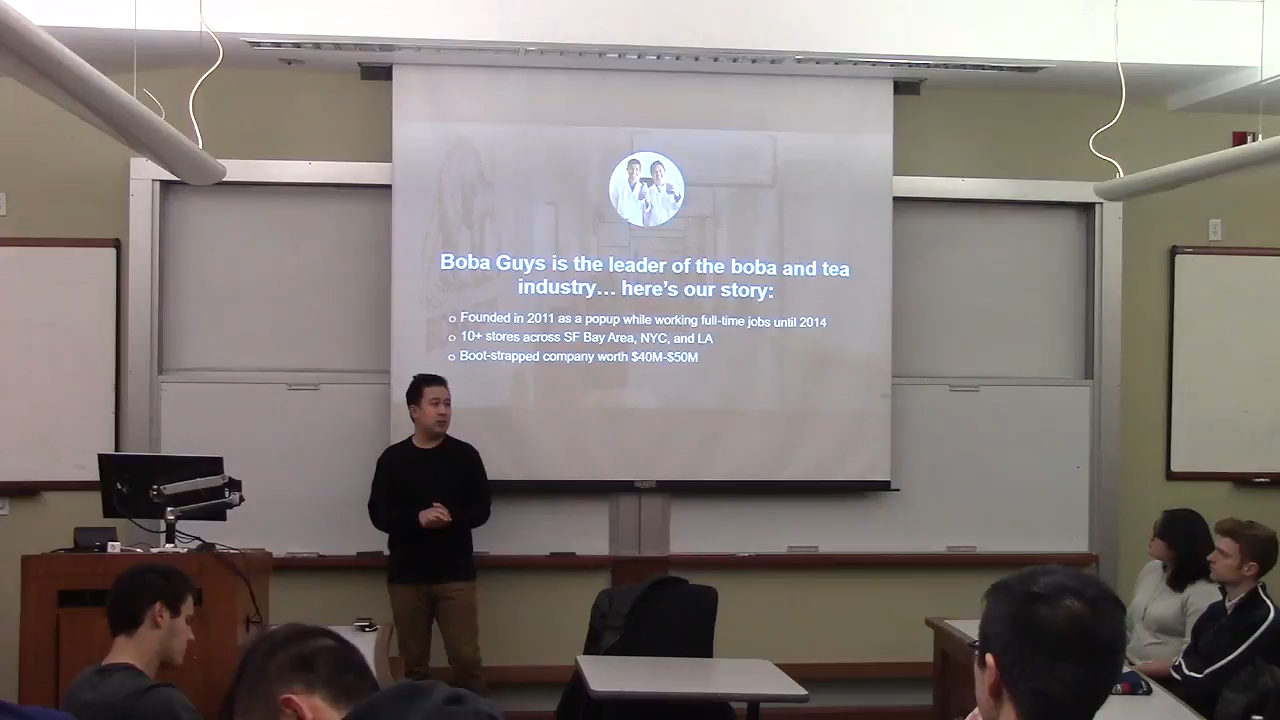 Boba Guys is the leader of the boba and tea
industry… here's our story:
o Founded in 2011 as a popup while working full-time jobs until 2014
o 10+ stores across SF Bay Area, NYC, and LA
o Boot-strapped company worth $40M-$50M